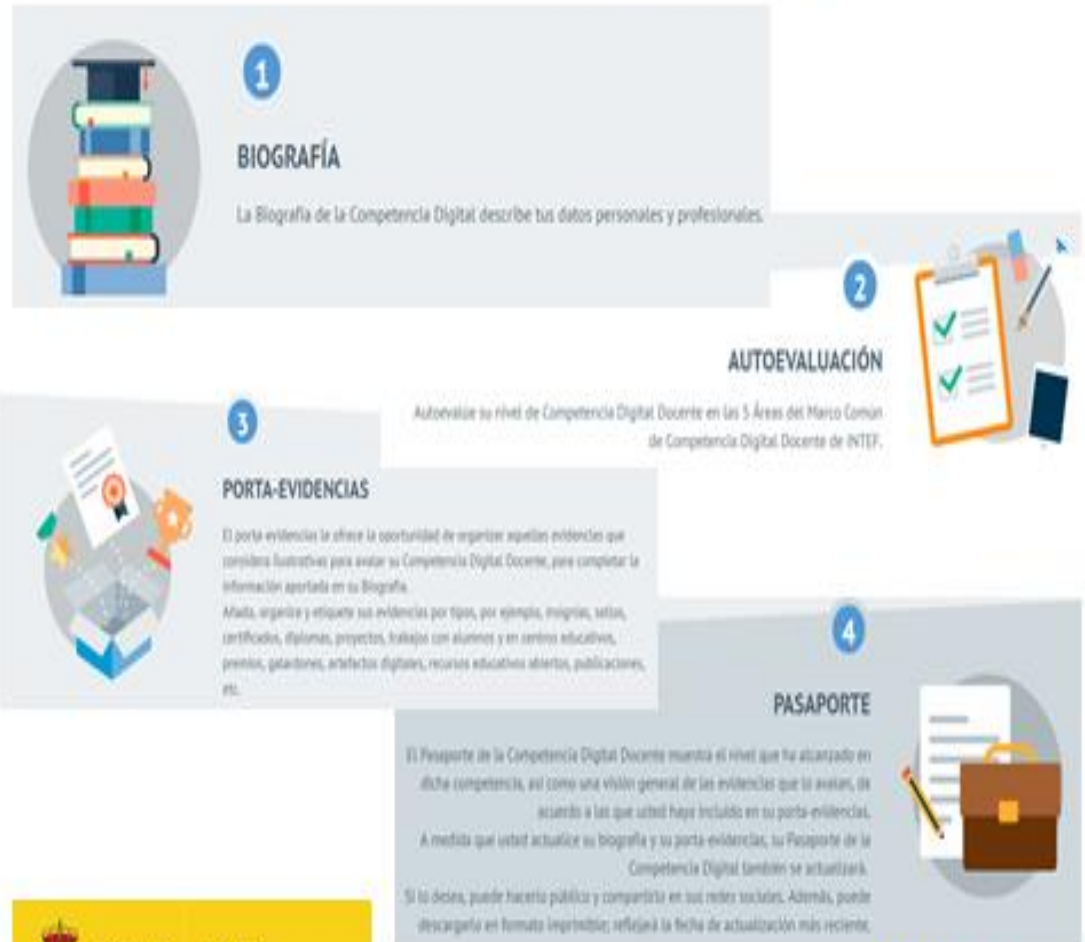 1
BIOGRAFÍA
La Biografía de la Competencia Digital describe tus datos personales y profesionales.
2
AUTOEVALUACIÓN
Autoevalúe su nivel de Competencia Digital Docente en las 5 Áreas del Marco Común
de Competencia Digital Docente de INTEF.
3
PORTA-EVIDENCIAS
El porta evidencias le ofrece la oportunidad de organizar aquellas evidencias que
considera ilustrativas para avalar su Competencia Digital Docente, para completar la
información aportada en su Biografía.
Añada, organice y etiquete sus evidencias por tipos, por ejemplo, insignias, sellos,
certificados, diplomas, proyectos, trabajos con alumnos y en centros educativos,
premios, galardones, artefactos digitales, recursos educativos abiertos, publicaciones,
etc.
4
PASAPORTE
El Pasaporte de la Competencia Digital Docente muestra el nivel que ha alcanzado en
dicha competencia, así como una visión general de las evidencias que lo avalan, de
acuerdo a las que usted haya incluido en su porta-evidencias.
A medida que usted actualice su biografía y su porta-evidencias, su Pasaporte de la
Competencia Digital también se actualizará.
Si lo desea, puede hacerlo público y compartirlo en sus redes sociales. Además, puede
descargarlo en formato imprimible; reflejará la fecha de actualización más reciente.